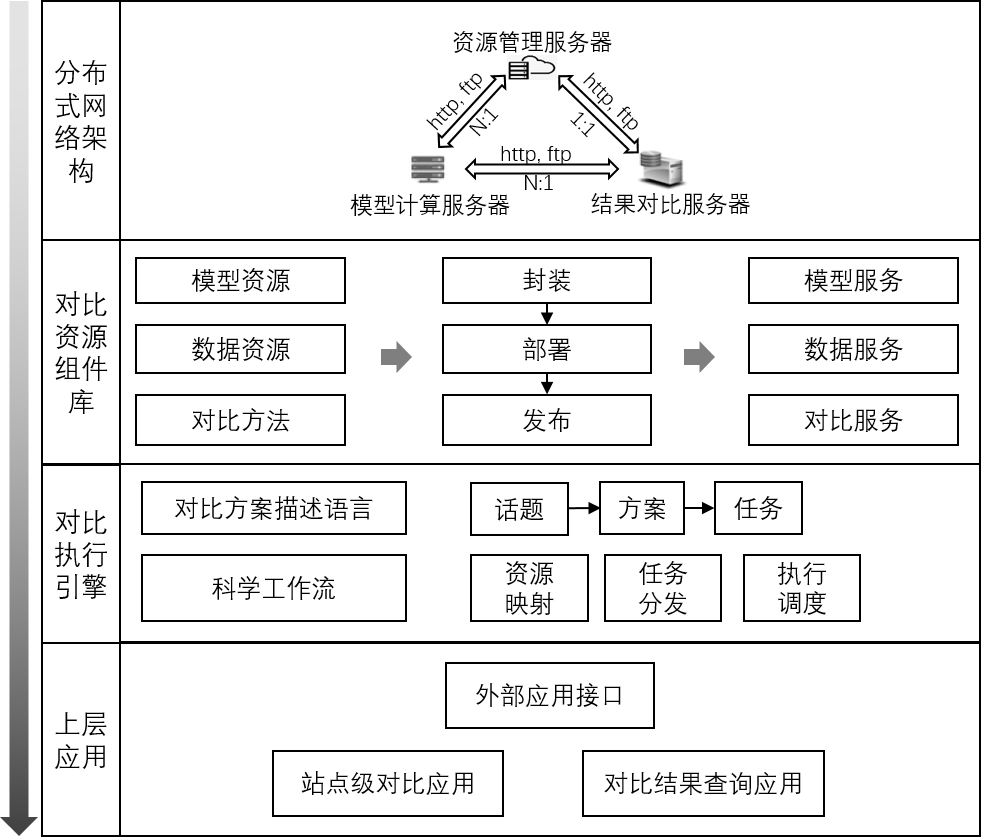 分布
式网
络架
构
资源管理服务器
http, ftp
N:1
http, ftp
1:1
http, ftp
N:1
模型计算服务器
结果对比服务器
对比
资源
组件
库
模型资源
封装
模型服务
数据资源
部署
数据服务
对比方法
发布
对比服务
对比
执行
引擎
对比方案描述语言
话题
方案
任务
科学工作流
资源
映射
任务
分发
执行
调度
上层
应用
外部应用接口
站点级对比应用
对比结果查询应用